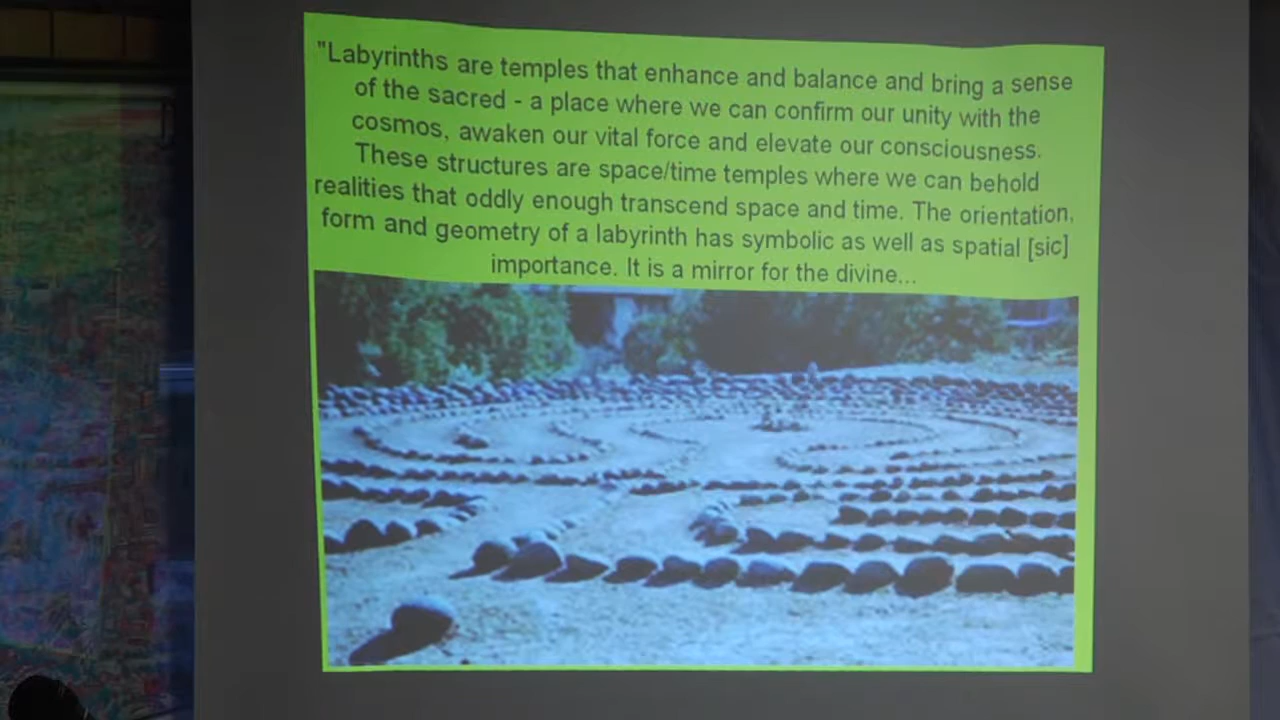 "Labyrinths are temples that enhance and balance and bring a sense
of the sacred - a place where we can confirm our unity with the
cosmos, awaken our vital force and elevate our consciousness.
These structures are space/time temples where we can behold
realities that oddly enough transcend space and time. The orientation,
form and geometry of a labyrinth has symbolic as well as spatial [sic]
importance. It is a mirror for the divine...